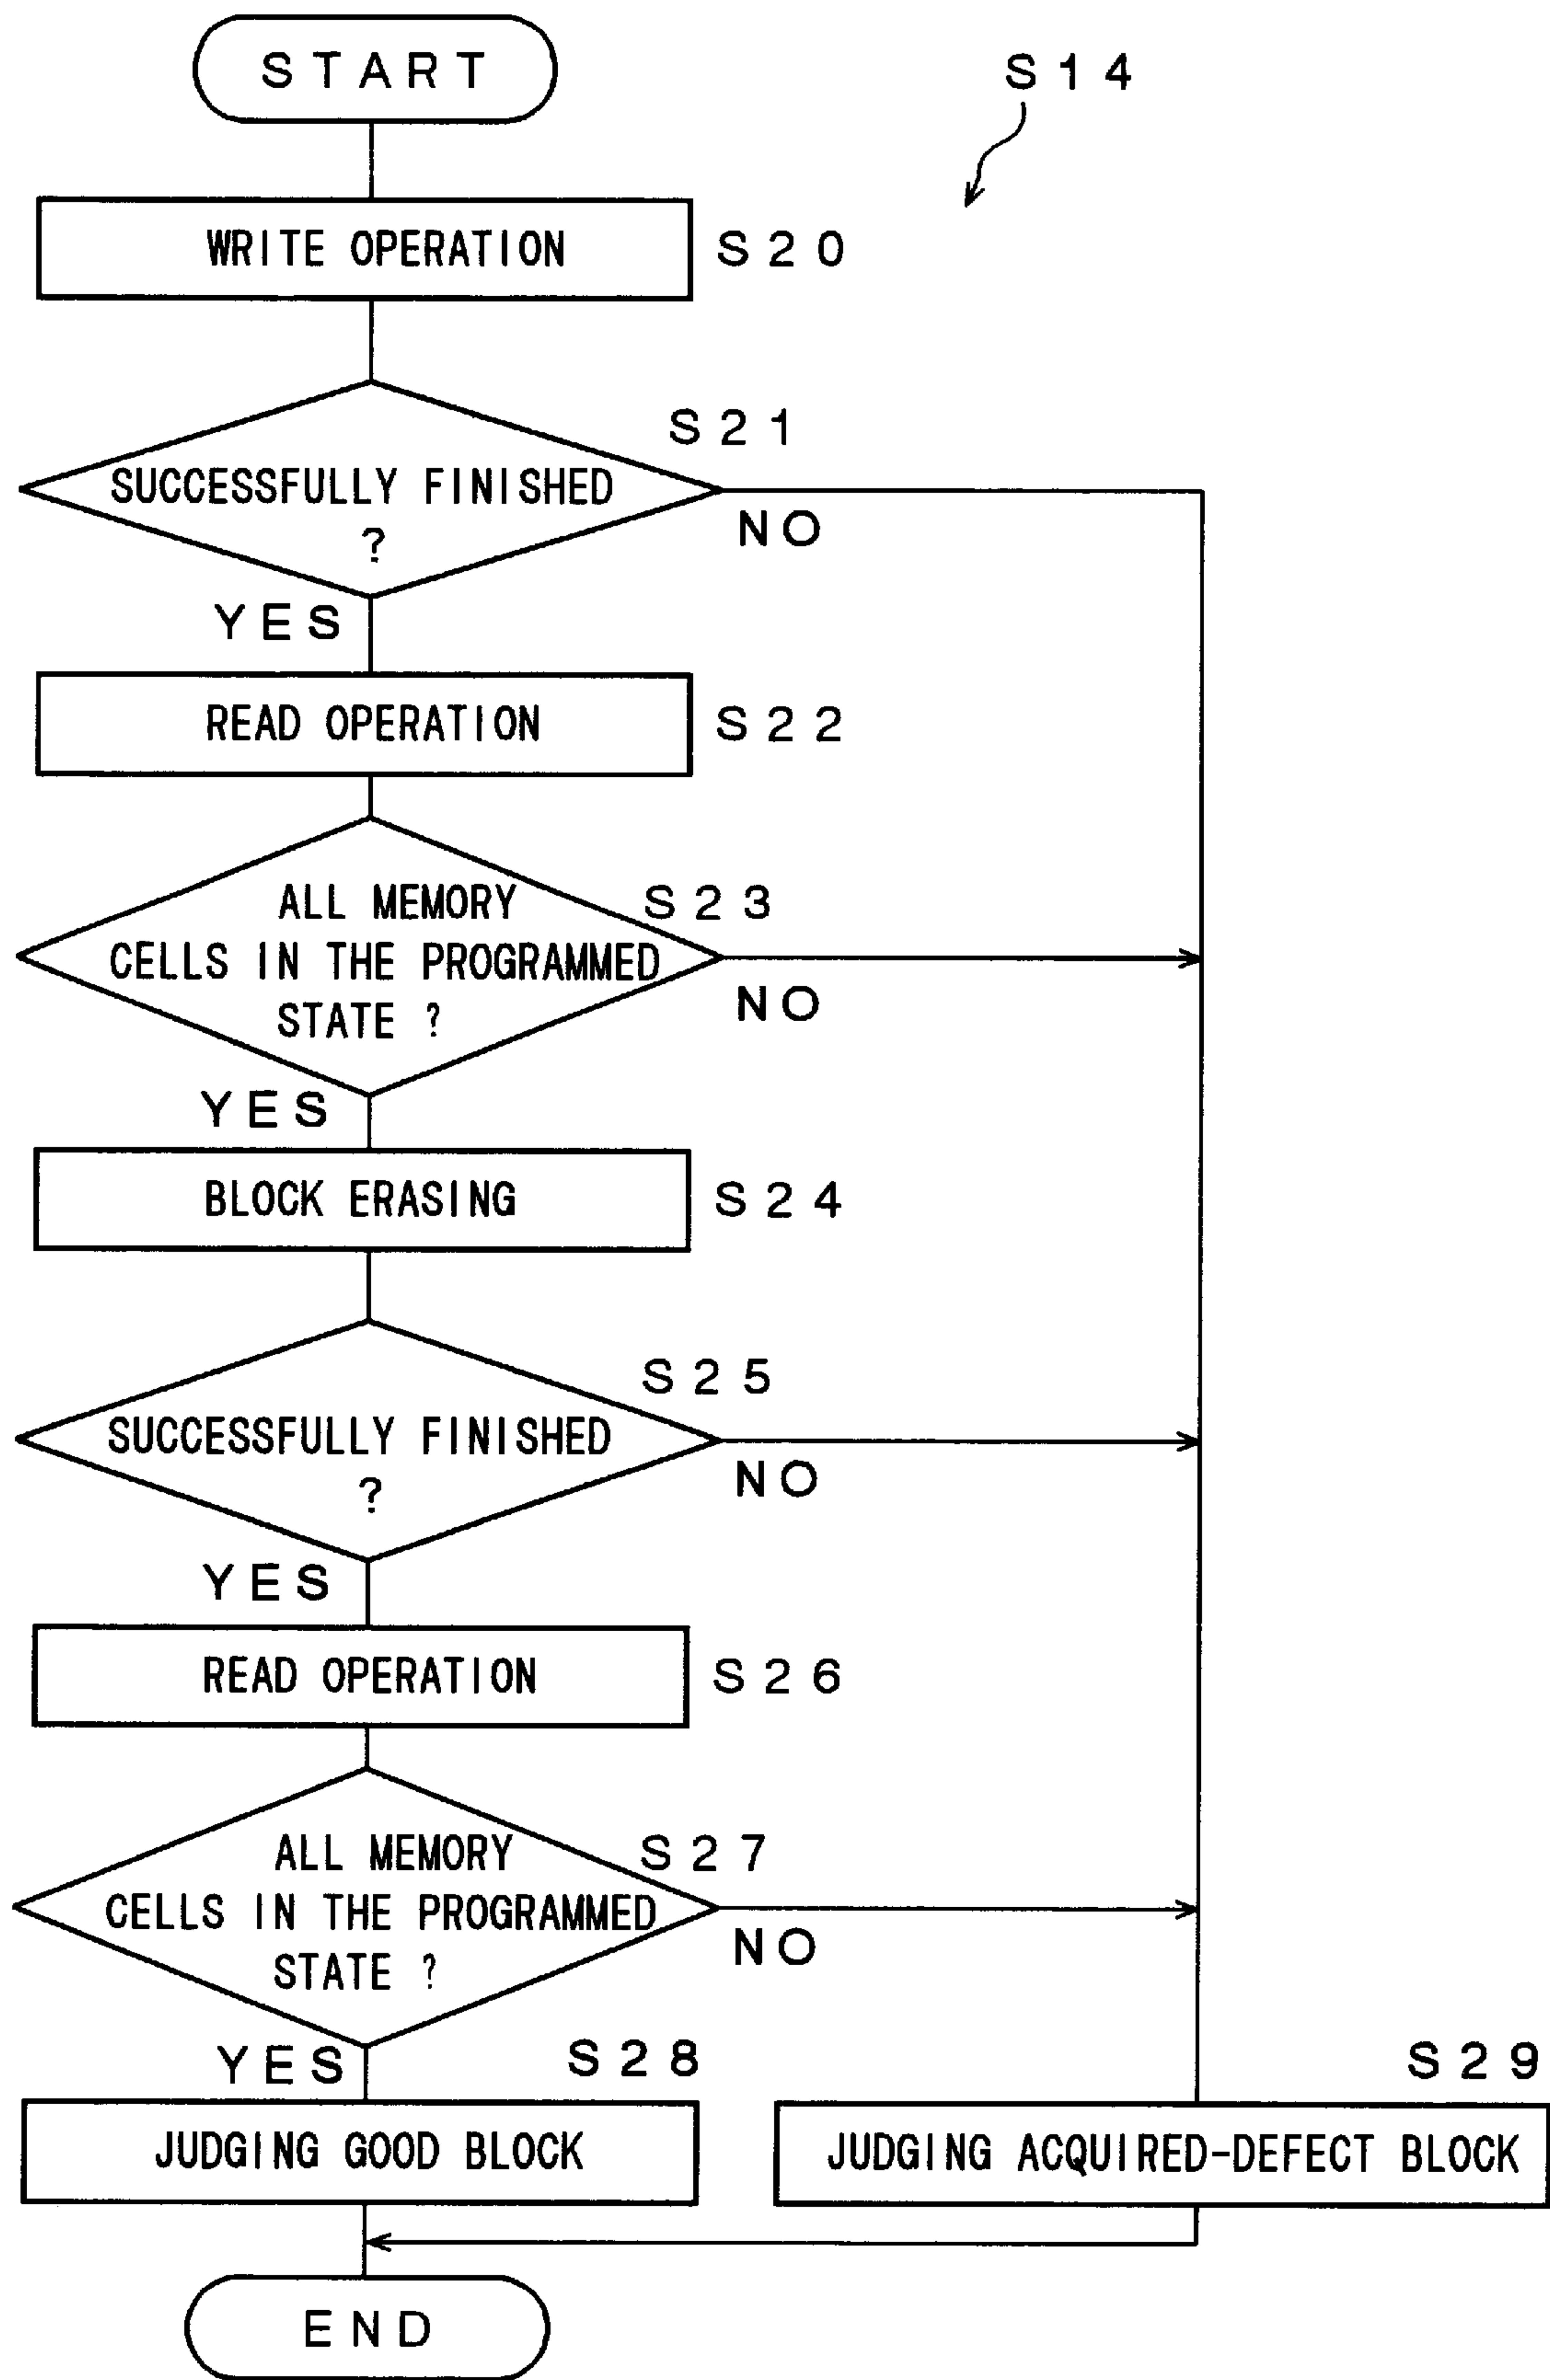 START
S14
WRITE OPERATION
S20
S21
SUCCESSFULLY FINISHED
?
NO
YES
READ OPERATION
S22
ALL MEMORY
S23
CELLS IN THE PROGRAMMED
STATE ?
NO
YES
BLOCK ERASING
S24
S25
SUCCESSFULLY FINISHED
?
NO
YES
READ OPERATION
S26
ALL MEMORY
S27
CELLS IN THE PROGRAMMED
STATE ?
NO
YES
S28
S29
JUDGING GOOD BLOCK
JUDGING ACQUIRED-DEFECT BLOCK
END